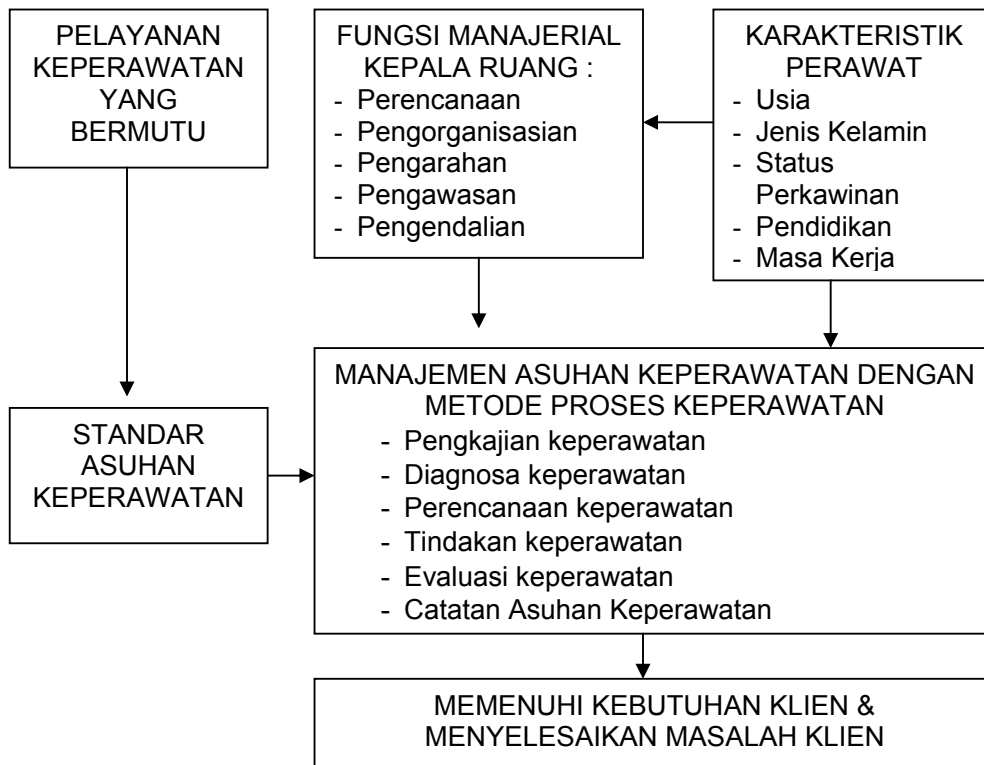 PELAYANAN
KEPERAWATAN
YANG
BERMUTU
FUNGSI MANAJERIAL
KEPALA RUANG :
- Perencanaan
- Pengorganisasian
- Pengarahan
- Pengawasan
- Pengendalian
KARAKTERISTIK
PERAWAT
- Usia
- Jenis Kelamin
- Status
Perkawinan
- Pendidikan
- Masa Kerja
STANDAR
ASUHAN
KEPERAWATAN
MANAJEMEN ASUHAN KEPERAWATAN DENGAN
METODE PROSES KEPERAWATAN
- Pengkajian keperawatan
- Diagnosa keperawatan
- Perencanaan keperawatan
- Tindakan keperawatan
- Evaluasi keperawatan
- Catatan Asuhan Keperawatan
MEMENUHI KEBUTUHAN KLIEN &
MENYELESAIKAN MASALAH KLIEN